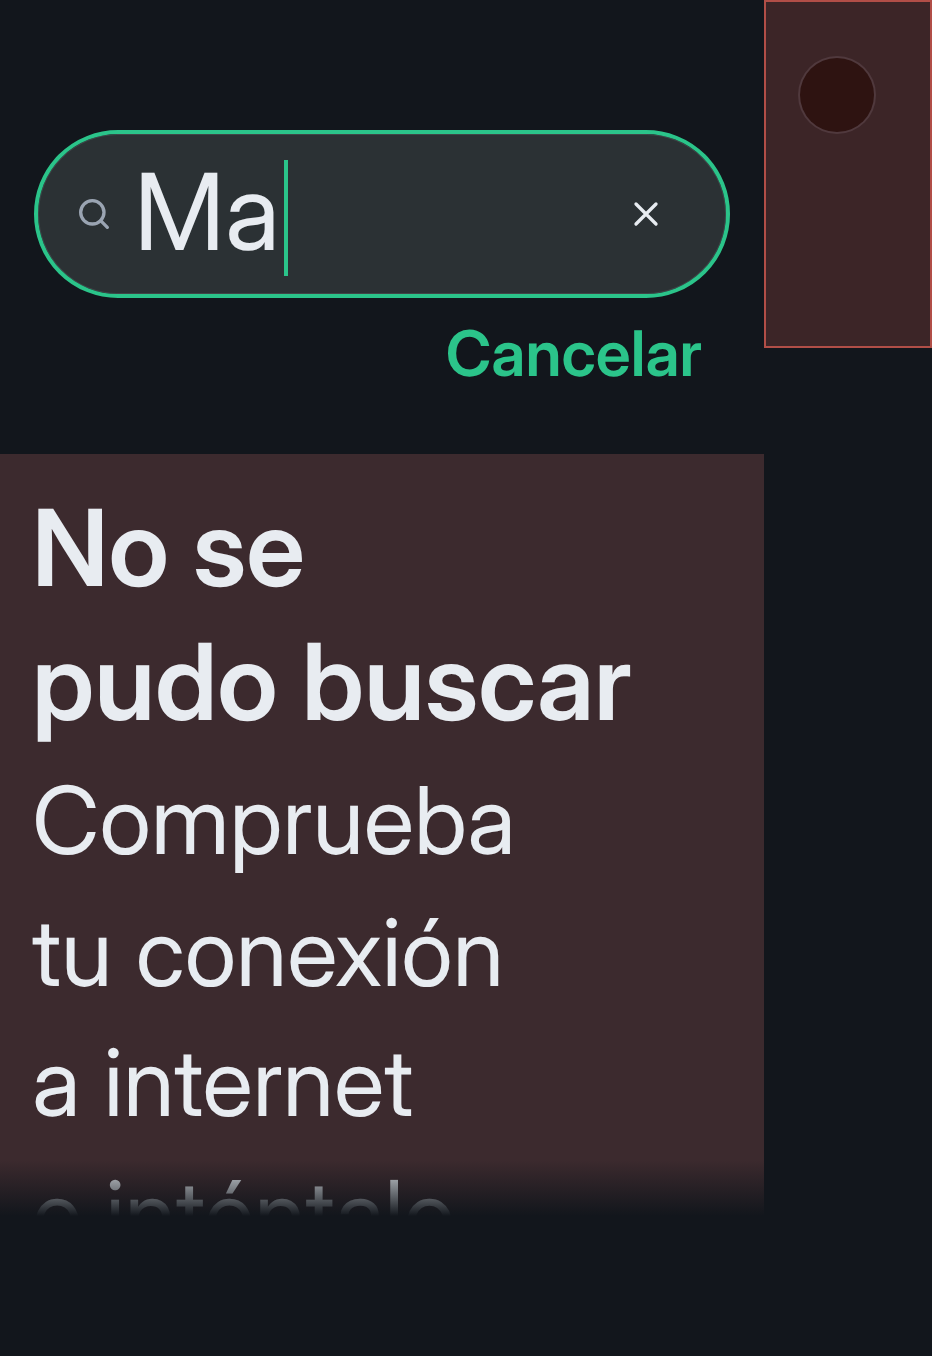 Ma
Cancelar
No se
pudo buscar
Comprueba
tu conexión
a internet